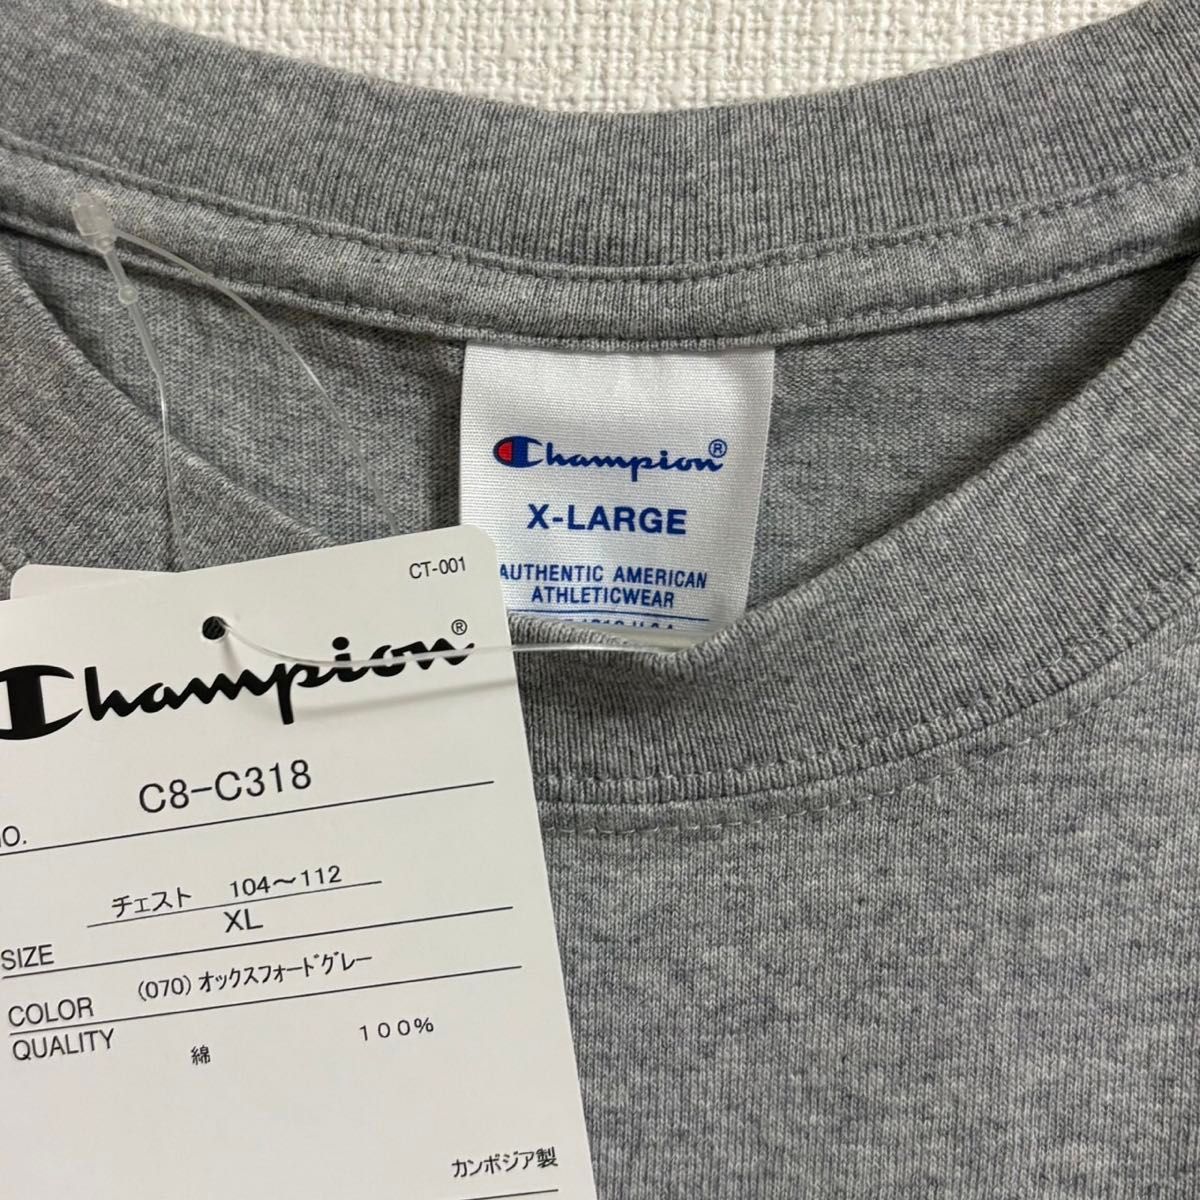 Champion®
X-LARGE
AUTHENTIC AMERICAN
ATHLETICWEAR
CT-001
Champion®
C8-C318
チェスト 104～112
XL
SIZE
(070) オックスフォードグレー
COLOR
QUALITY
綿 100%
カンボジア製